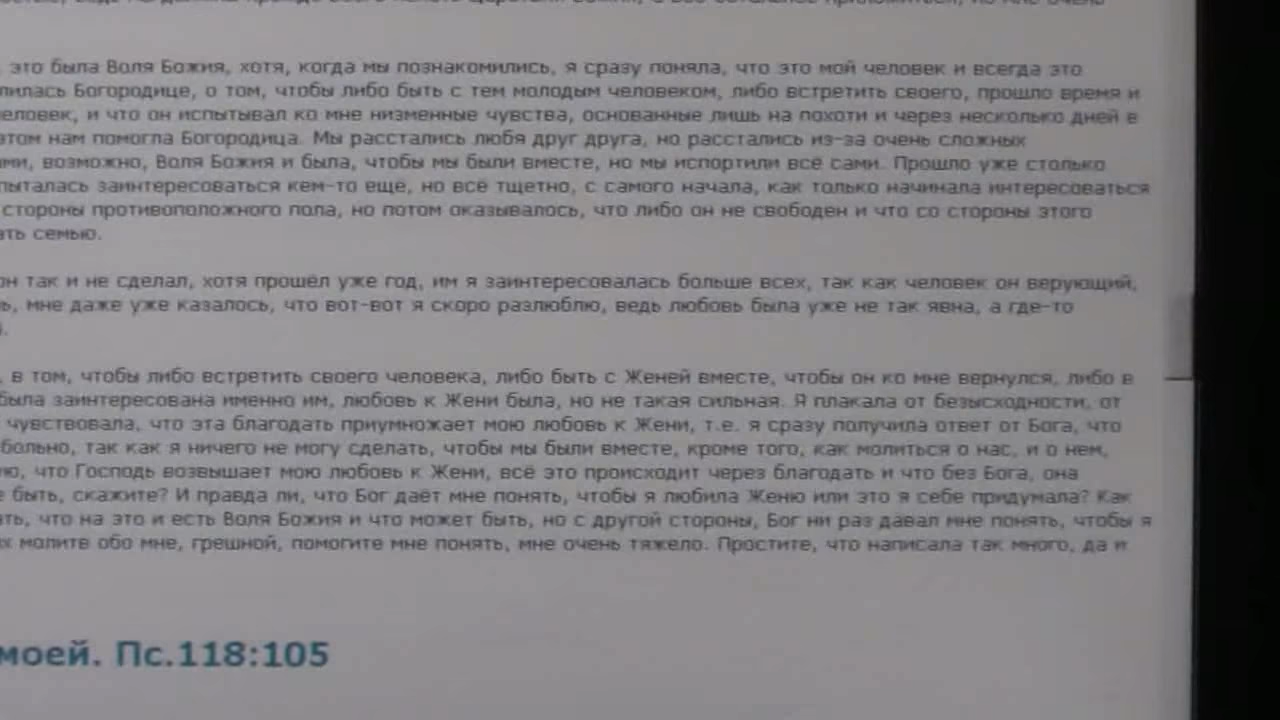 это была Воля Божия, хотя, когда мы познакомились, я сразу поняла, что это мой человек и всегда это
лилась Богородице, о том, чтобы либо быть с тем молодым человеком, либо встретить своего, прошло время и
еловек, и что он испытывал ко мне низменные чувства, основанные лишь на похоти и через несколько дней в
этом нам помогла Богородица. Мы расстались любя друг друга, но расстались из-за очень сложных
ми, возможно, Воля Божия и была, чтобы мы были вместе, но мы испортили всё сами. Прошло уже столько
пыталась заинтересоваться кем-то ещё, но всё тщетно, с самого начала, как только начинала интересоваться
стороны противоположного пола, но потом оказывалось, что либо он не свободен и что со стороны этого
ать семью.
он так и не сделал, хотя прошёл уже год, им я заинтересовалась больше всех, так как человек он верующий,
ь, мне даже уже казалось, что вот-вот я скоро разлюблю, ведь любовь была уже не так явна, а где-то
).
, в том, чтобы либо встретить своего человека, либо быть с Женей вместе, чтобы он ко мне вернулся, либо в
была заинтересована именно им, любовь к Жени была, но не такая сильная. Я плакала от безысходности, от
чувствовала, что эта благодать приумножает мою любовь к Жени, т.е. я сразу получила ответ от Бога, что
больно, так как я ничего не могу сделать, чтобы мы были вместе, кроме того, как молиться о нас, и о нем,
ю, что Господь возвышает мою любовь к Жени, всё это происходит через благодать и что без Бога, она
е быть, скажите? И правда ли, что Бог даёт мне понять, чтобы я любила Женю или это я себе придумала? Как
ать, что на это и есть Воля Божия и что может быть, но с другой стороны, Бог ни раз давал мне понять, чтобы я
х молитв обо мне, грешной, помогите мне понять, мне очень тяжело. Простите, что написала так много, да и
моей. Пс.118:105